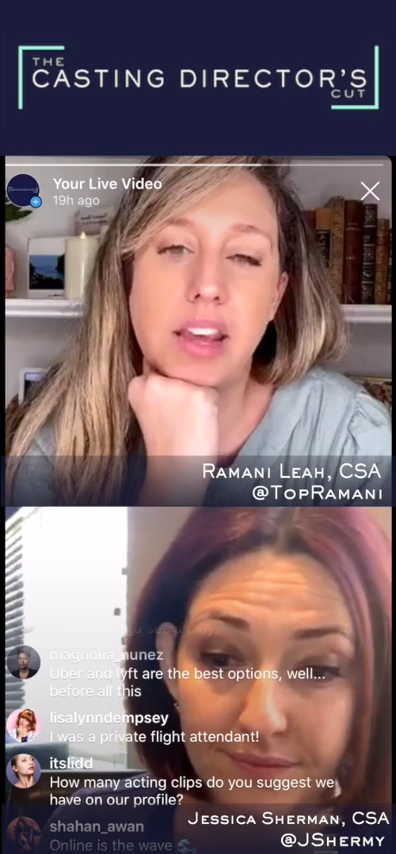 THE
CASTING DIRECTOR'S
CUT
Your Live Video
19h ago
RAMANI LEAH, CSA
@TOPRAMANI
magnolia_nunez
Uber and lyft are the best options, well...
before all this
lisalynndempsey
I was a private flight attendant!
itslidd
How many acting clips do you suggest we
have on our profile?
JESSICA SHERMAN, CSA
@JSHERMY
shahan_awan
Online is the wave 🌊